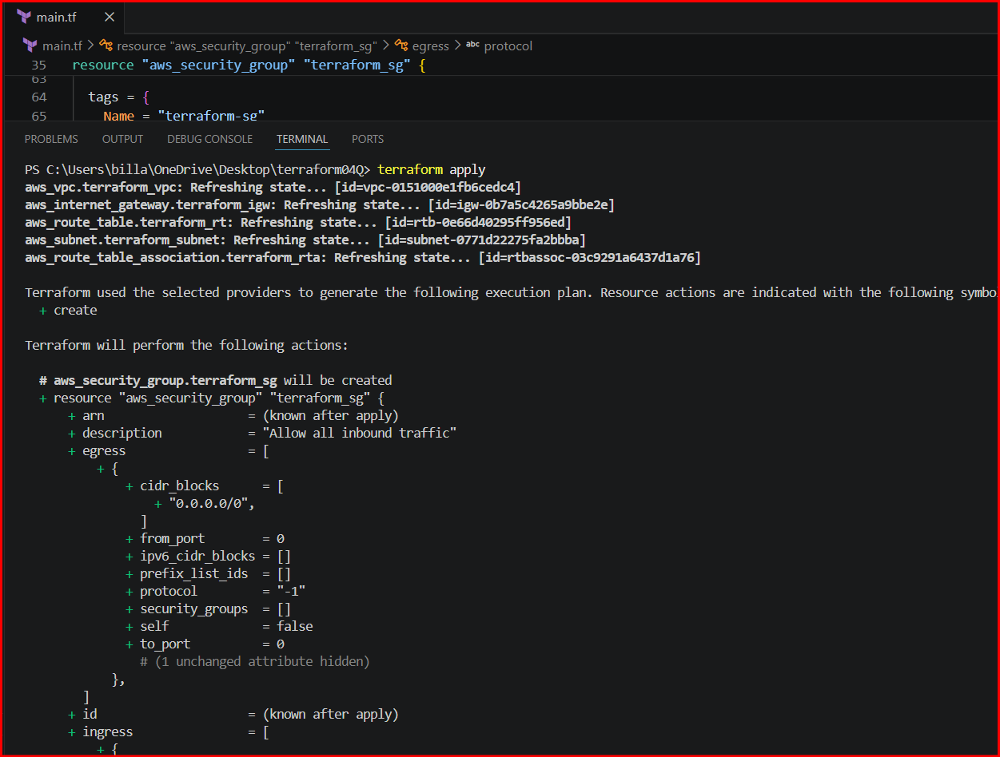 main.tf
main.tf > resource "aws_security_group" "terraform_sg" > egress > abc protocol
35 resource "aws_security_group" "terraform_sg" {
63
64 tags = {
65 Name = "terraform-sg"
PROBLEMS OUTPUT DEBUG CONSOLE TERMINAL PORTS
PS C:\Users\billa\OneDrive\Desktop\terraform04Q> terraform apply
aws_vpc.terraform_vpc: Refreshing state... [id=vpc-0151000e1fb6cedc4]
aws_internet_gateway.terraform_igw: Refreshing state... [id=igw-0b7a5c4265a9bbe2e]
aws_route_table.terraform_rt: Refreshing state... [id=rtb-0e66d40295ff956ed]
aws_subnet.terraform_subnet: Refreshing state... [id=subnet-0771d22275fa2bbba]
aws_route_table_association.terraform_rta: Refreshing state... [id=rtbassoc-03c9291a6437d1a76]
Terraform used the selected providers to generate the following execution plan. Resource actions are indicated with the following symbo
+ create
Terraform will perform the following actions:
# aws_security_group.terraform_sg will be created
+ resource "aws_security_group" "terraform_sg" {
+ arn = (known after apply)
+ description = "Allow all inbound traffic"
+ egress = [
+ {
+ cidr_blocks = [
+ "0.0.0.0/0",
]
+ from_port = 0
+ ipv6_cidr_blocks = []
+ prefix_list_ids = []
+ protocol = "-1"
+ security_groups = []
+ self = false
+ to_port = 0
# (1 unchanged attribute hidden)
},
]
+ id = (known after apply)
+ ingress = [
+ {